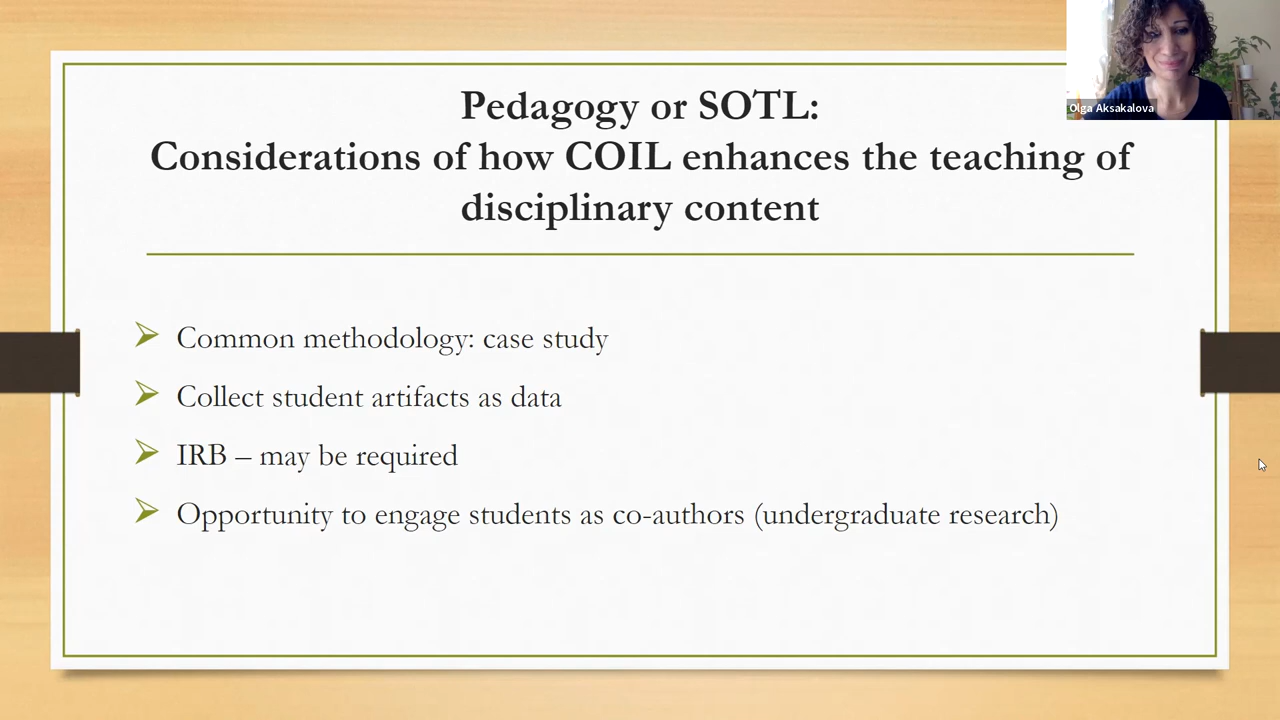 Pedagogy or SOTL:
Considerations of how COIL enhances the teaching of
disciplinary content
Olga Aksakalova
Common methodology: case study
Collect student artifacts as data
IRB – may be required
Opportunity to engage students as co-authors (undergraduate research)